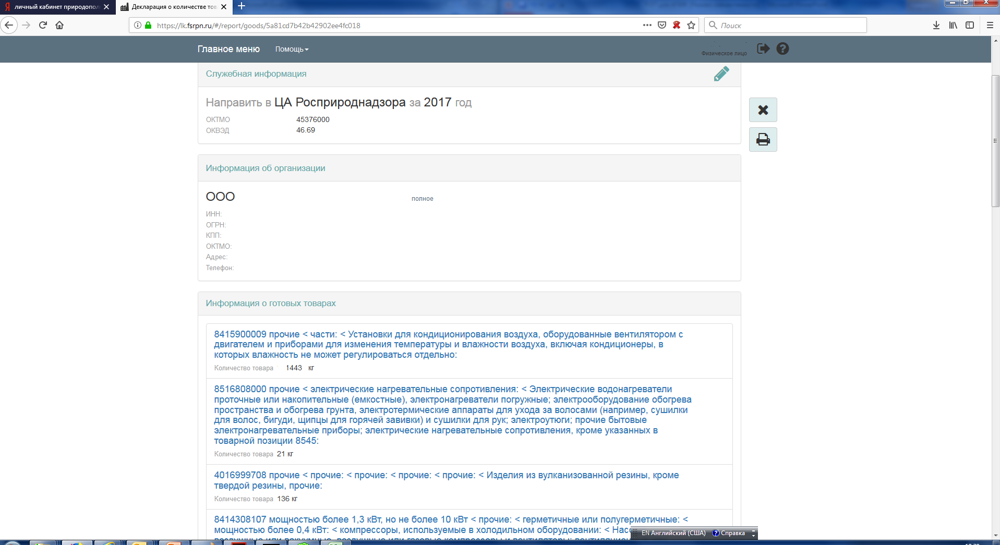 личный кабинет природопол
Декларация о количестве тов
https://lk.fsrpn.ru/#/report/goods/5a81cd7b42b42902ee4fc018
Поиск
Главное меню
Помощь
Физическое лицо
Служебная информация
Направить в ЦА Росприроднадзора за 2017 год
ОКТМО 45376000
ОКВЭД 46.69
Информация об организации
ООО полное
ИНН:
ОГРН:
КПП:
ОКТМО:
Адрес:
Телефон:
Информация о готовых товарах
8415900009 прочие < части: < Установки для кондиционирования воздуха, оборудованные вентилятором с
двигателем и приборами для изменения температуры и влажности воздуха, включая кондиционеры, в
которых влажность не может регулироваться отдельно:
Количество товара 1443 кг
8516808000 прочие < электрические нагревательные сопротивления: < Электрические водонагреватели
проточные или накопительные (емкостные), электронагреватели погружные; электрооборудование обогрева
пространства и обогрева грунта, электротермические аппараты для ухода за волосами (например, сушилки
для волос, бигуди, щипцы для горячей завивки) и сушилки для рук; электроутюги; прочие бытовые
электронагревательные приборы; электрические нагревательные сопротивления, кроме указанных в
товарной позиции 8545:
Количество товара 21 кг
4016999708 прочие < прочие: < прочие: < прочие: < прочие: < Изделия из вулканизованной резины, кроме
твердой резины, прочие:
Количество товара 136 кг
8414308107 мощностью более 1,3 кВт, но не более 10 кВт < прочие: < герметичные или полугерметичные: <
мощностью более 0,4 кВт: < компрессоры, используемые в холодильном оборудовании: < Нас
EN Английский (США) Справка